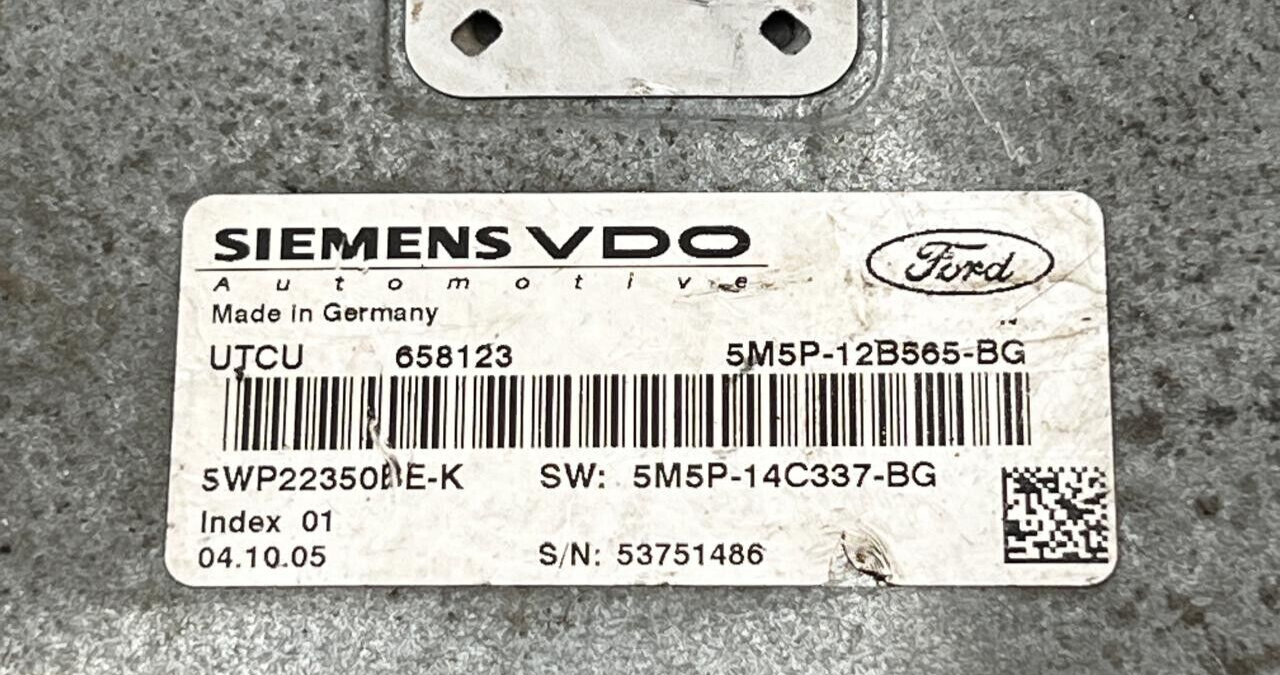 SIEMENS VDO
Automotive
Ford
Made in Germany
UTCU 658123 5M5P-12B565-BG
SW: 5M5P-14C337-BG
Index 01
04.10.05 S/N: 53751486